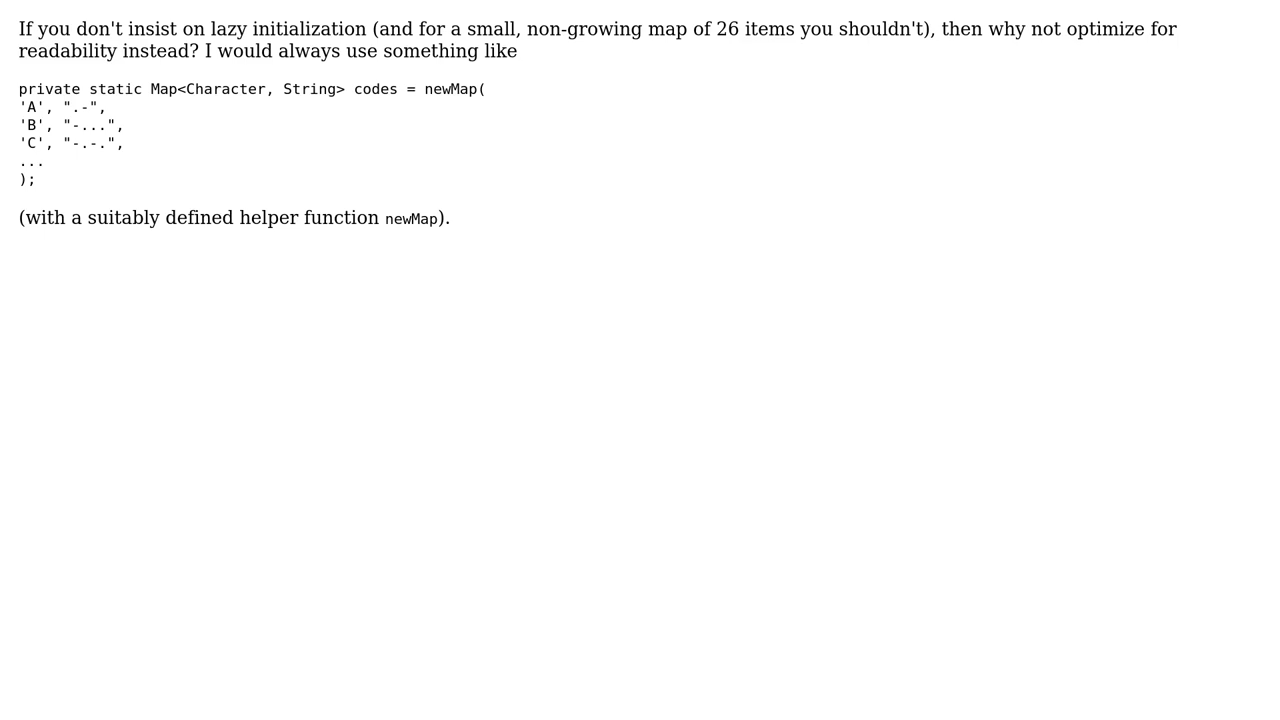 If you don't insist on lazy initialization (and for a small, non-growing map of 26 items you shouldn't), then why not optimize for
readability instead? I would always use something like
private static Map<Character, String> codes = newMap(
'A', ".-",
'B', "-...",
'C', "-.-.",
...
);
(with a suitably defined helper function newMap).